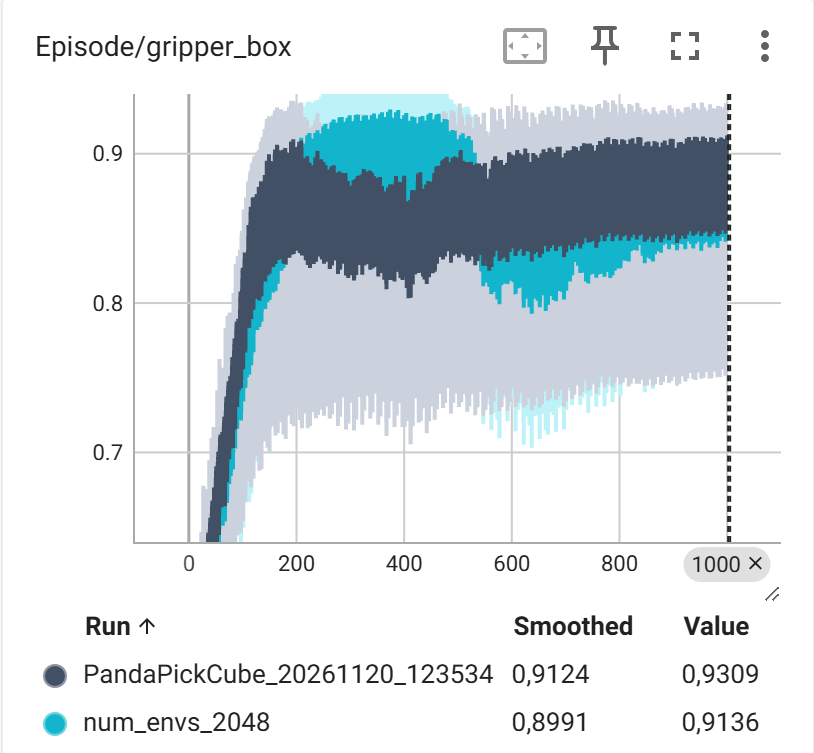 Episode/gripper_box
0.9
0.8
0.7
0 200 400 600 800 1000 ×
Run ↑ Smoothed Value
PandaPickCube_20261120_123534 0,9124 0,9309
num_envs_2048 0,8991 0,9136